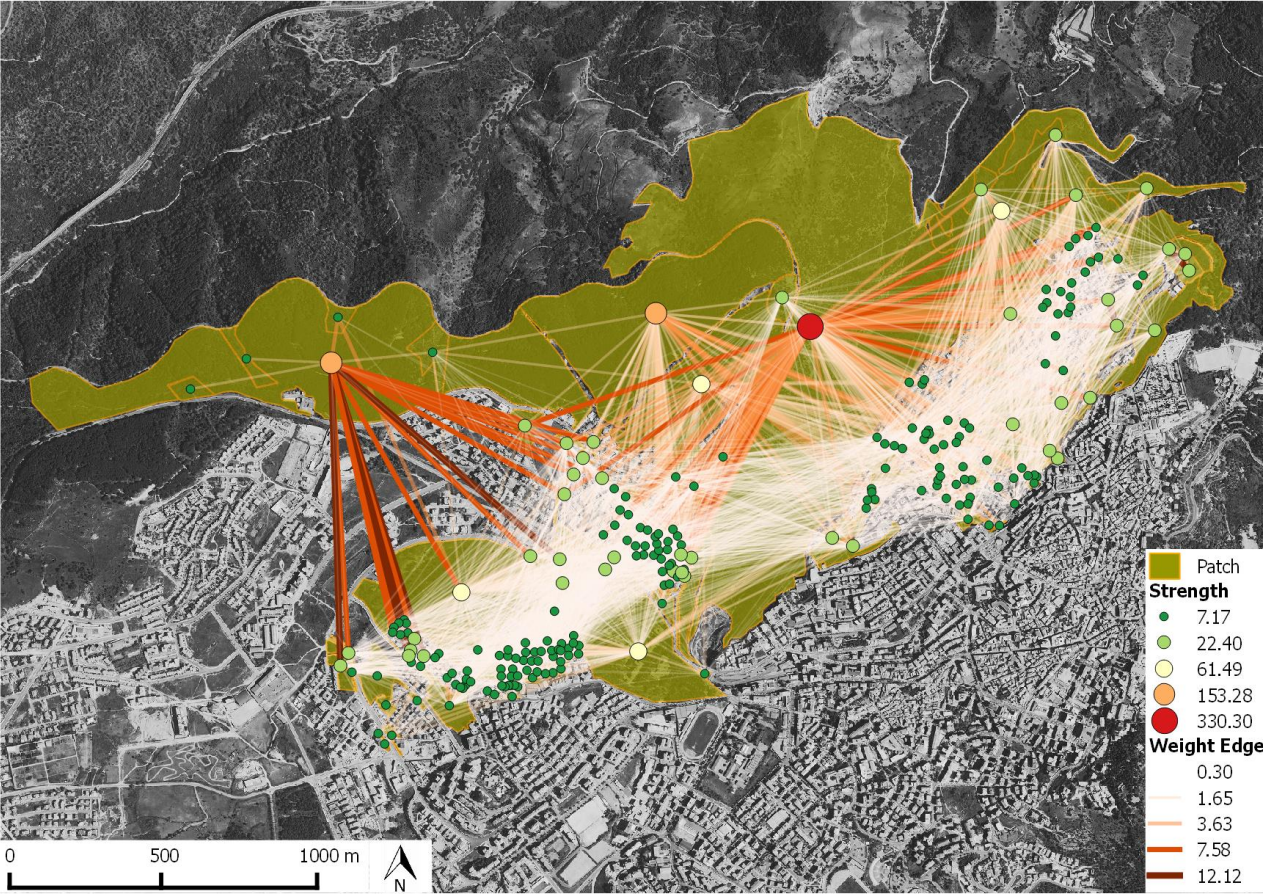 Patch
Strength
7.17
22.40
61.49
153.28
330.30
Weight Edge
0.30
1.65
3.63
7.58
12.12
0 500 1000 m
N